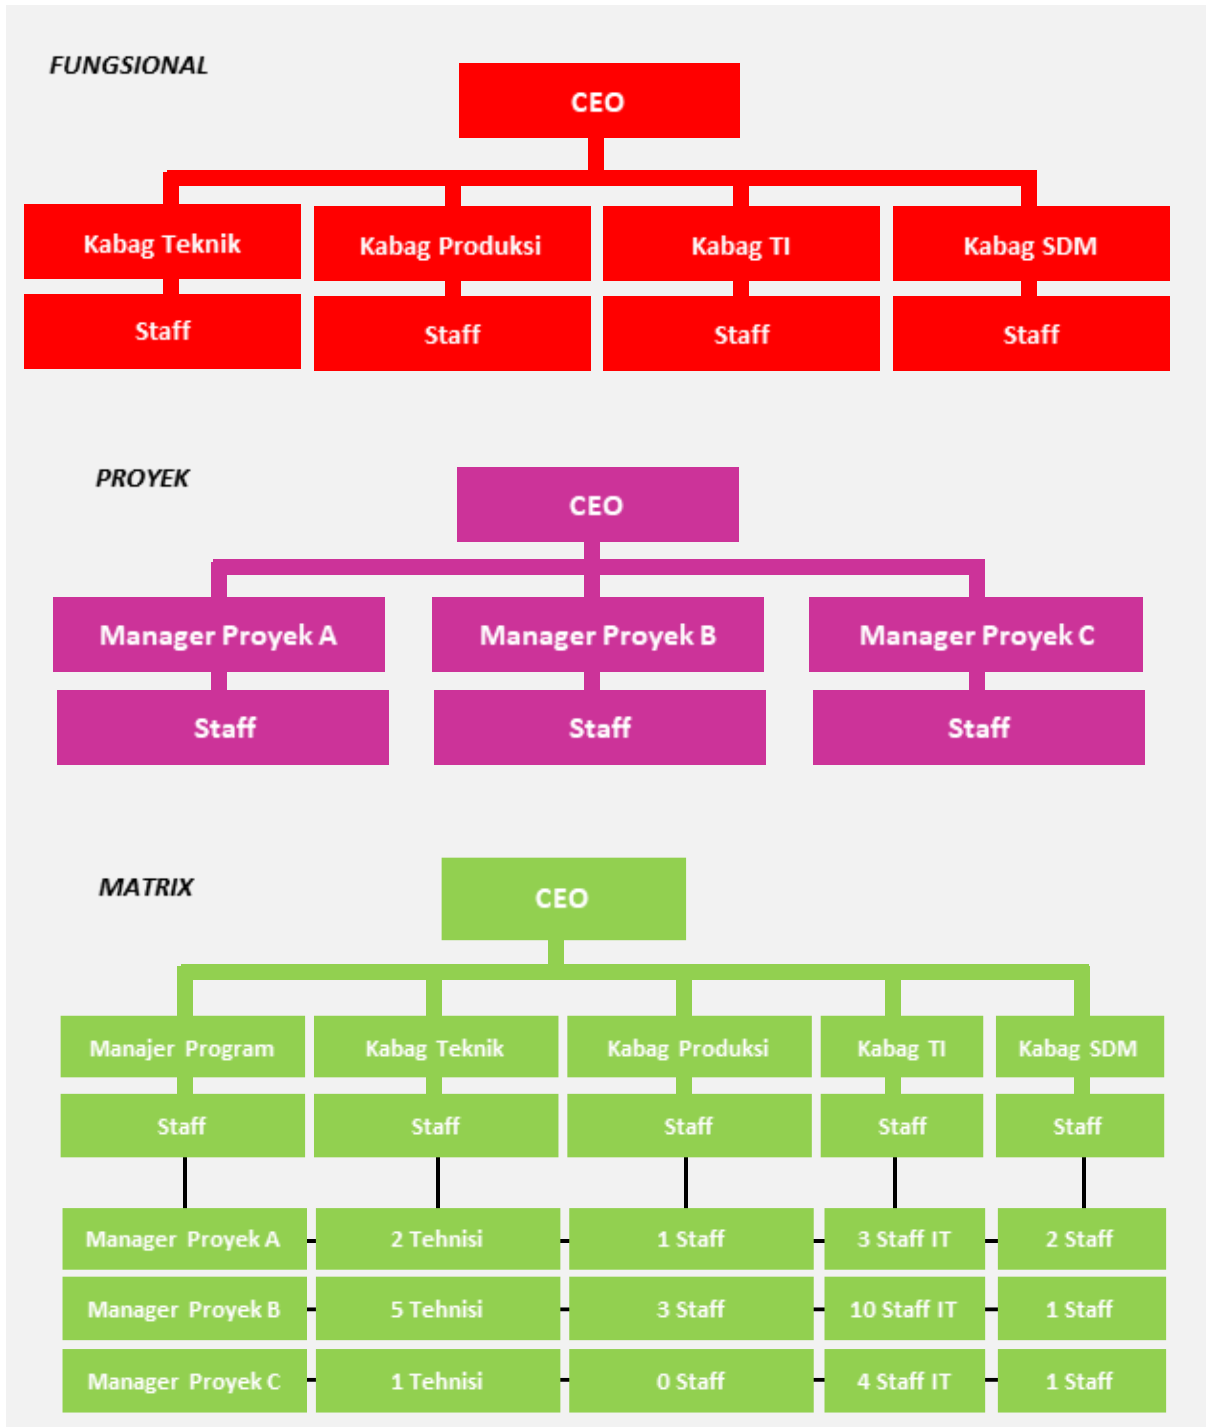 FUNGSIONAL
CEO
Kabag Teknik
Kabag Produksi
Kabag TI
Kabag SDM
Staff
Staff
Staff
Staff
PROYEK
CEO
Manager Proyek A
Manager Proyek B
Manager Proyek C
Staff
Staff
Staff
MATRIX
CEO
Manajer Program
Kabag Teknik
Kabag Produksi
Kabag TI
Kabag SDM
Staff
Staff
Staff
Staff
Staff
Manager Proyek A
2 Tehnisi
1 Staff
3 Staff IT
2 Staff
Manager Proyek B
5 Tehnisi
3 Staff
10 Staff IT
1 Staff
Manager Proyek C
1 Tehnisi
0 Staff
4 Staff IT
1 Staff